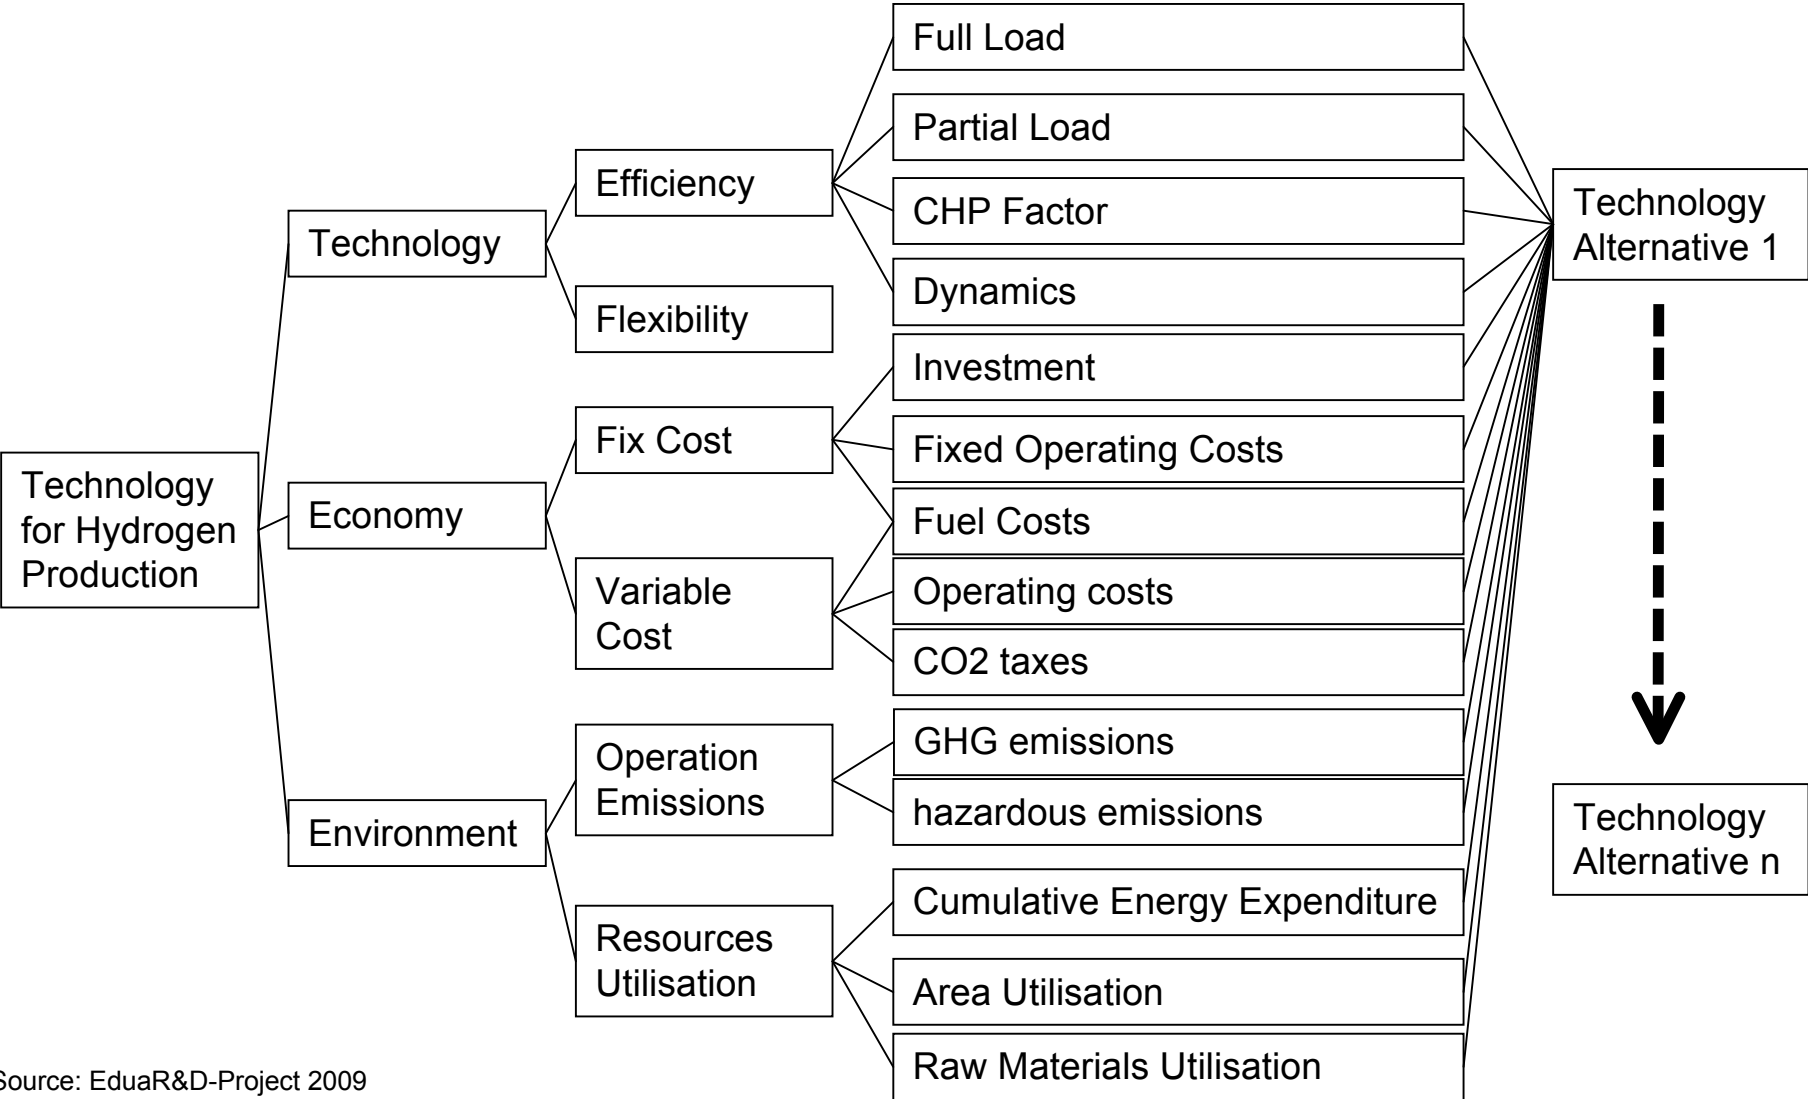 Technology
for Hydrogen
Production
Technology
Economy
Environment
Efficiency
Flexibility
Fix Cost
Variable
Cost
Operation
Emissions
Resources
Utilisation
Full Load
Partial Load
CHP Factor
Dynamics
Investment
Fixed Operating Costs
Fuel Costs
Operating costs
CO2 taxes
GHG emissions
hazardous emissions
Cumulative Energy Expenditure
Area Utilisation
Raw Materials Utilisation
Technology
Alternative 1
Technology
Alternative n
Source: EduaR&D-Project 2009